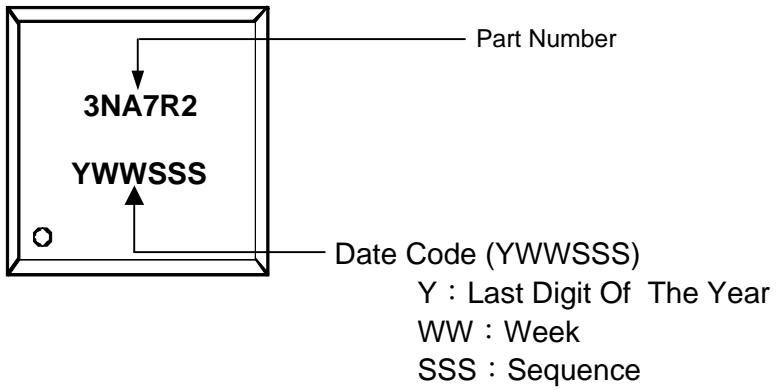 Part Number
3NA7R2
YWWSSS
Date Code (YWWSSS)
Y：Last Digit Of The Year
WW：Week
SSS：Sequence